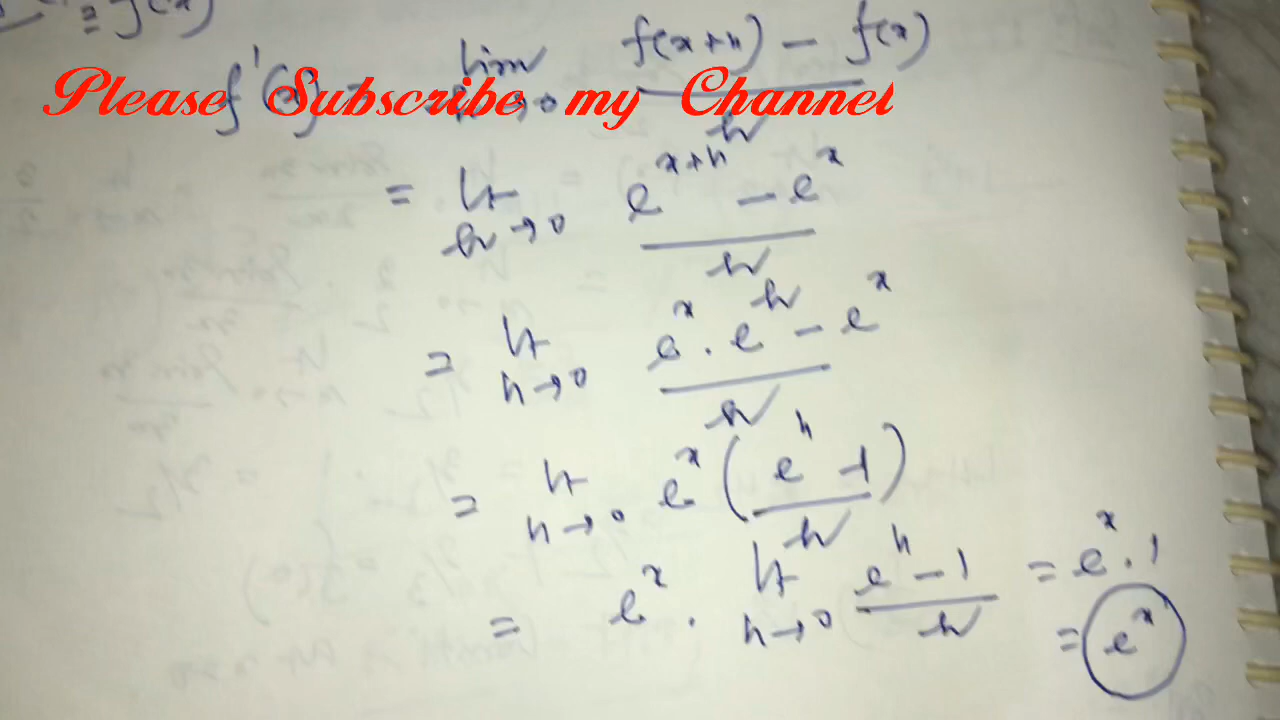 = f(x)
f'(x) = lim h→0 f(x+h) - f(x) / h
Please Subscribe my Channel
= lt h→0 e^(x+h) - e^x / h
= lt h→0 e^x . e^h - e^x / h
= lt h→0 e^x (e^h - 1 / h)
= e^x . lt h→0 e^h - 1 / h = e^x . 1
= e^x